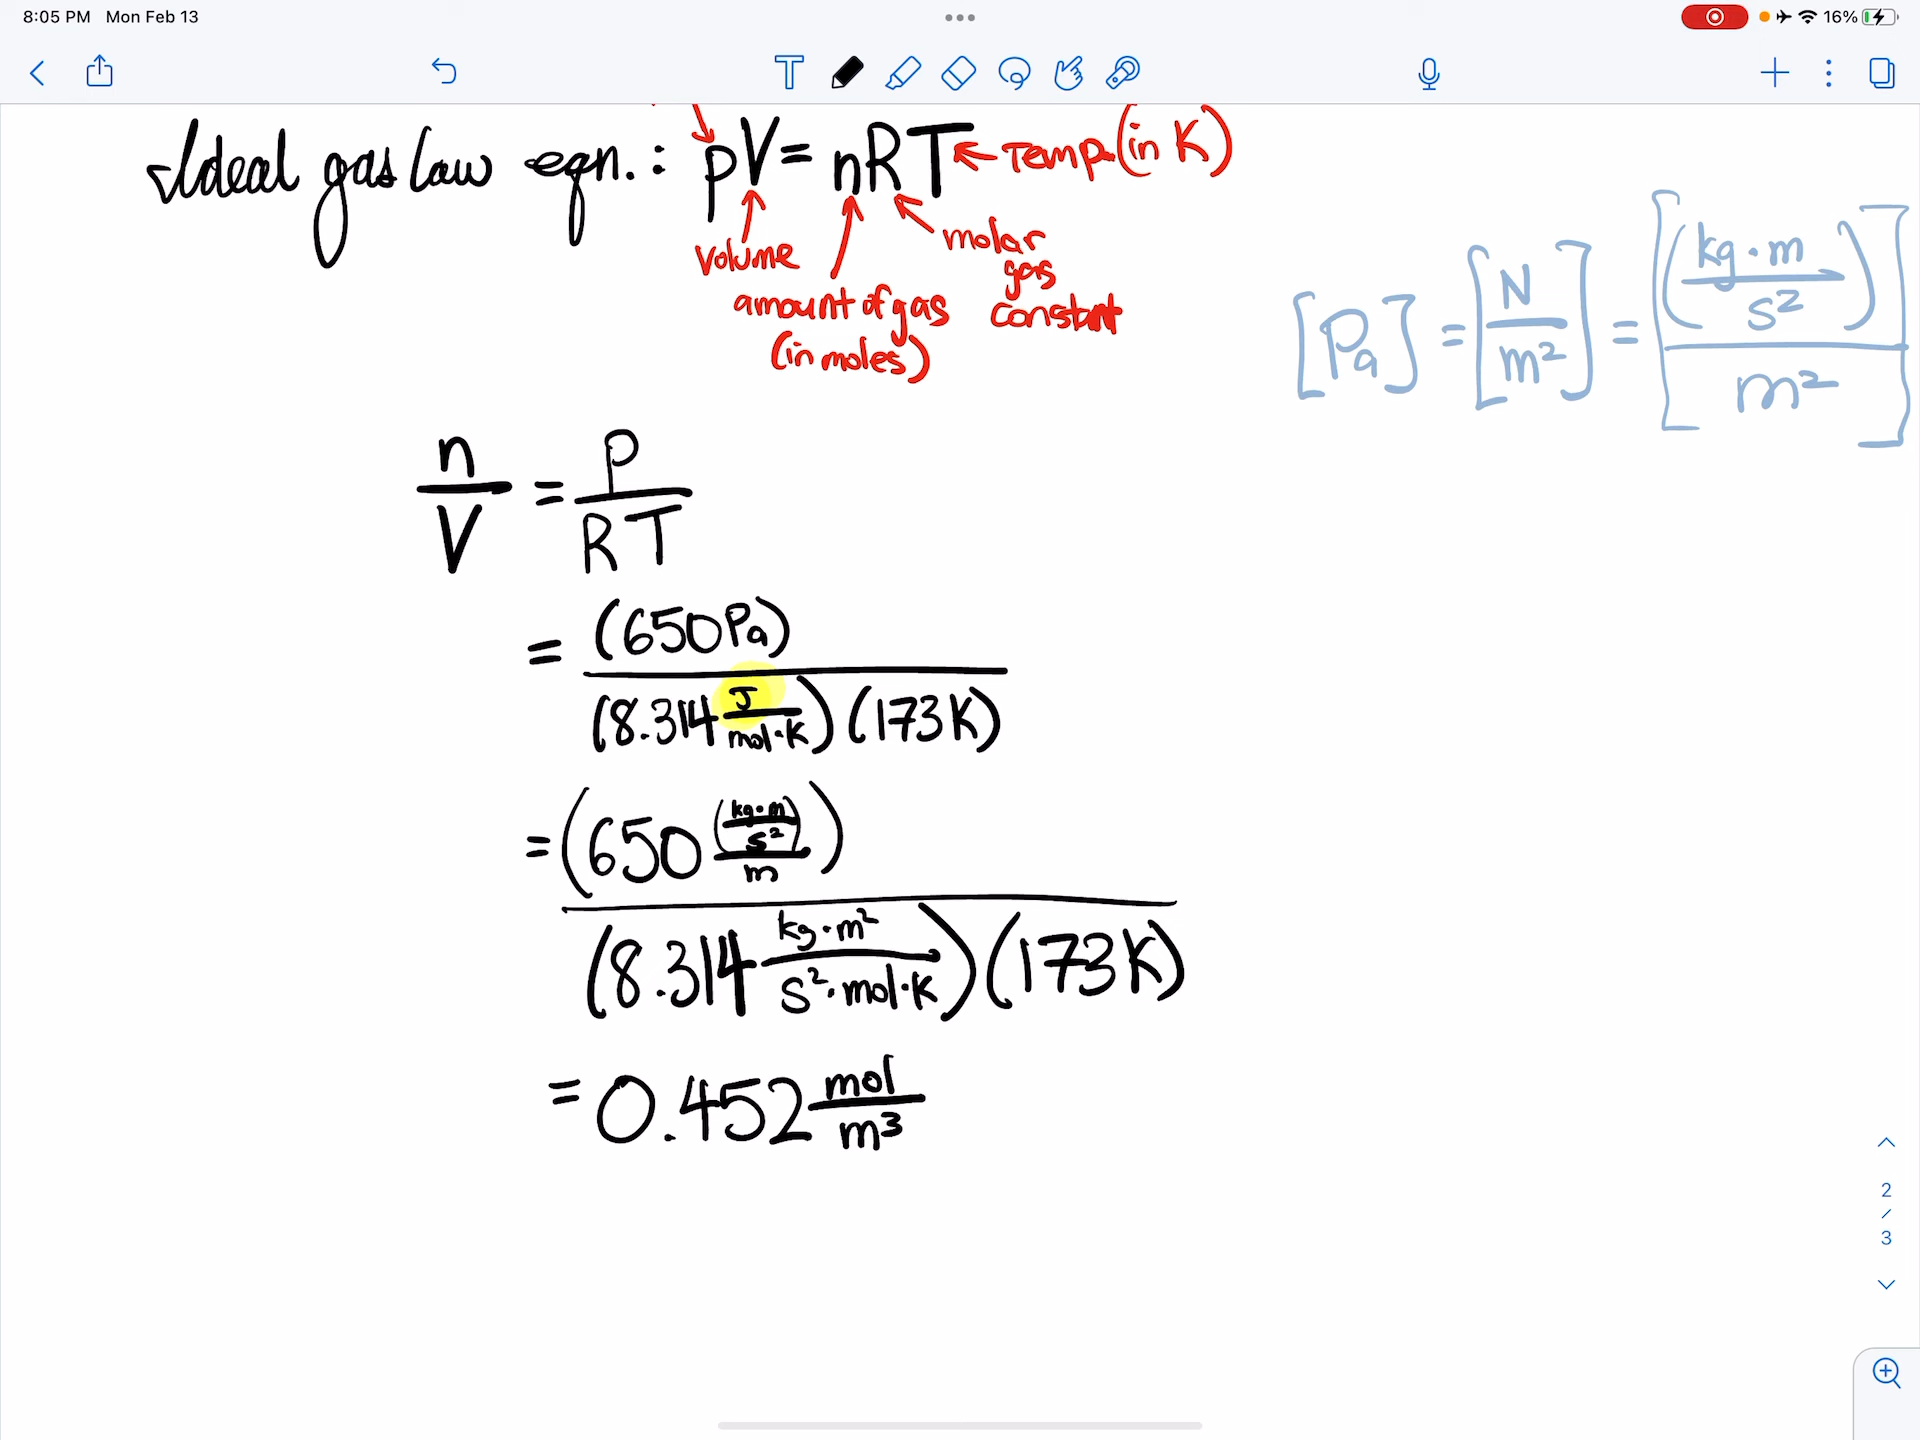 8:05 PM Mon Feb 13
16%
T
Ideal gas law eqn.: pV = nRT ← Temp. (in K)
volume
molar gas constant
amount of gas (in moles)
[Pa] = [N/m²] = [(kg·m/s²)/m²]
n/V = P/RT
= (650 Pa)/((8.314 J/mol·K)(173 K))
= (650 (kg·m/s²)/m)/((8.314 kg·m²/s²·mol·K)(173 K))
= 0.452 mol/m³
2
/
3